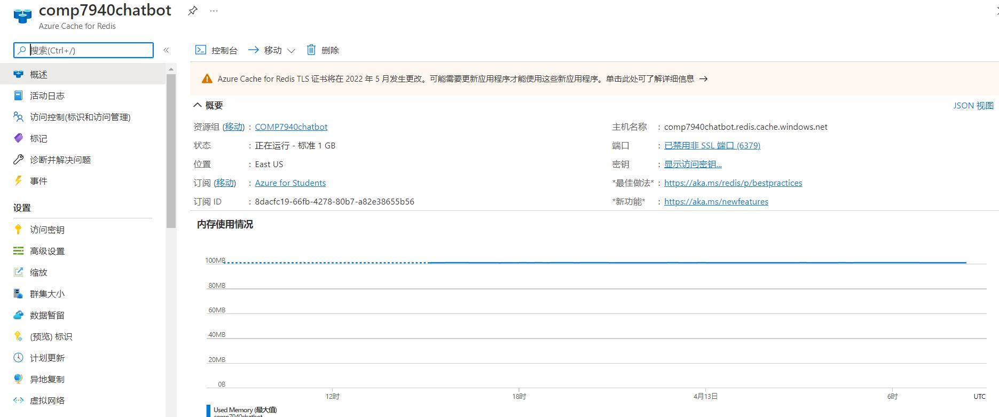 comp7940chatbot
Azure Cache for Redis
搜索(Ctrl+/)
«
概述
活动日志
访问控制(标识和访问管理)
标记
诊断并解决问题
事件
设置
访问密钥
高级设置
缩放
群集大小
数据暂留
(预览) 标识
计划更新
异地复制
虚拟网络
控制台 移动 删除
Azure Cache for Redis TLS 证书将在 2022 年 5 月发生更改。可能需要更新应用程序才能使用这些新应用程序。单击此处可了解详细信息 →
概要
JSON 视图
资源组 (移动) : COMP7940chatbot
状态 : 正在运行 - 标准 1 GB
位置 : East US
订阅 (移动) : Azure for Students
订阅 ID : 8dacfc19-66fb-4278-80b7-a82e38655b56
主机名称 : comp7940chatbot.redis.cache.windows.net
端口 : 已禁用非 SSL 端口 (6379)
密钥 : 显示访问密钥...
*最佳做法* : https://aka.ms/redis/p/bestpractices
*新功能* : https://aka.ms/newfeatures
内存使用情况
100MB
80MB
60MB
40MB
20MB
0B
12时 18时 4月13日 6时 UTC
Used Memory (最大值)
comp7940chatbot